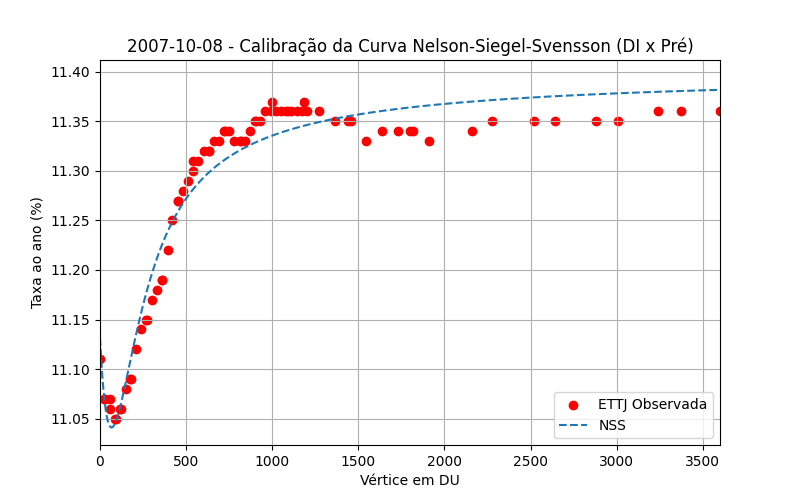 2007-10-08 - Calibração da Curva Nelson-Siegel-Svensson (DI x Pré)
Taxa ao ano (%)
11.40
11.35
11.30
11.25
11.20
11.15
11.10
11.05
ETTJ Observada
NSS
0 500 1000 1500 2000 2500 3000 3500
Vértice em DU